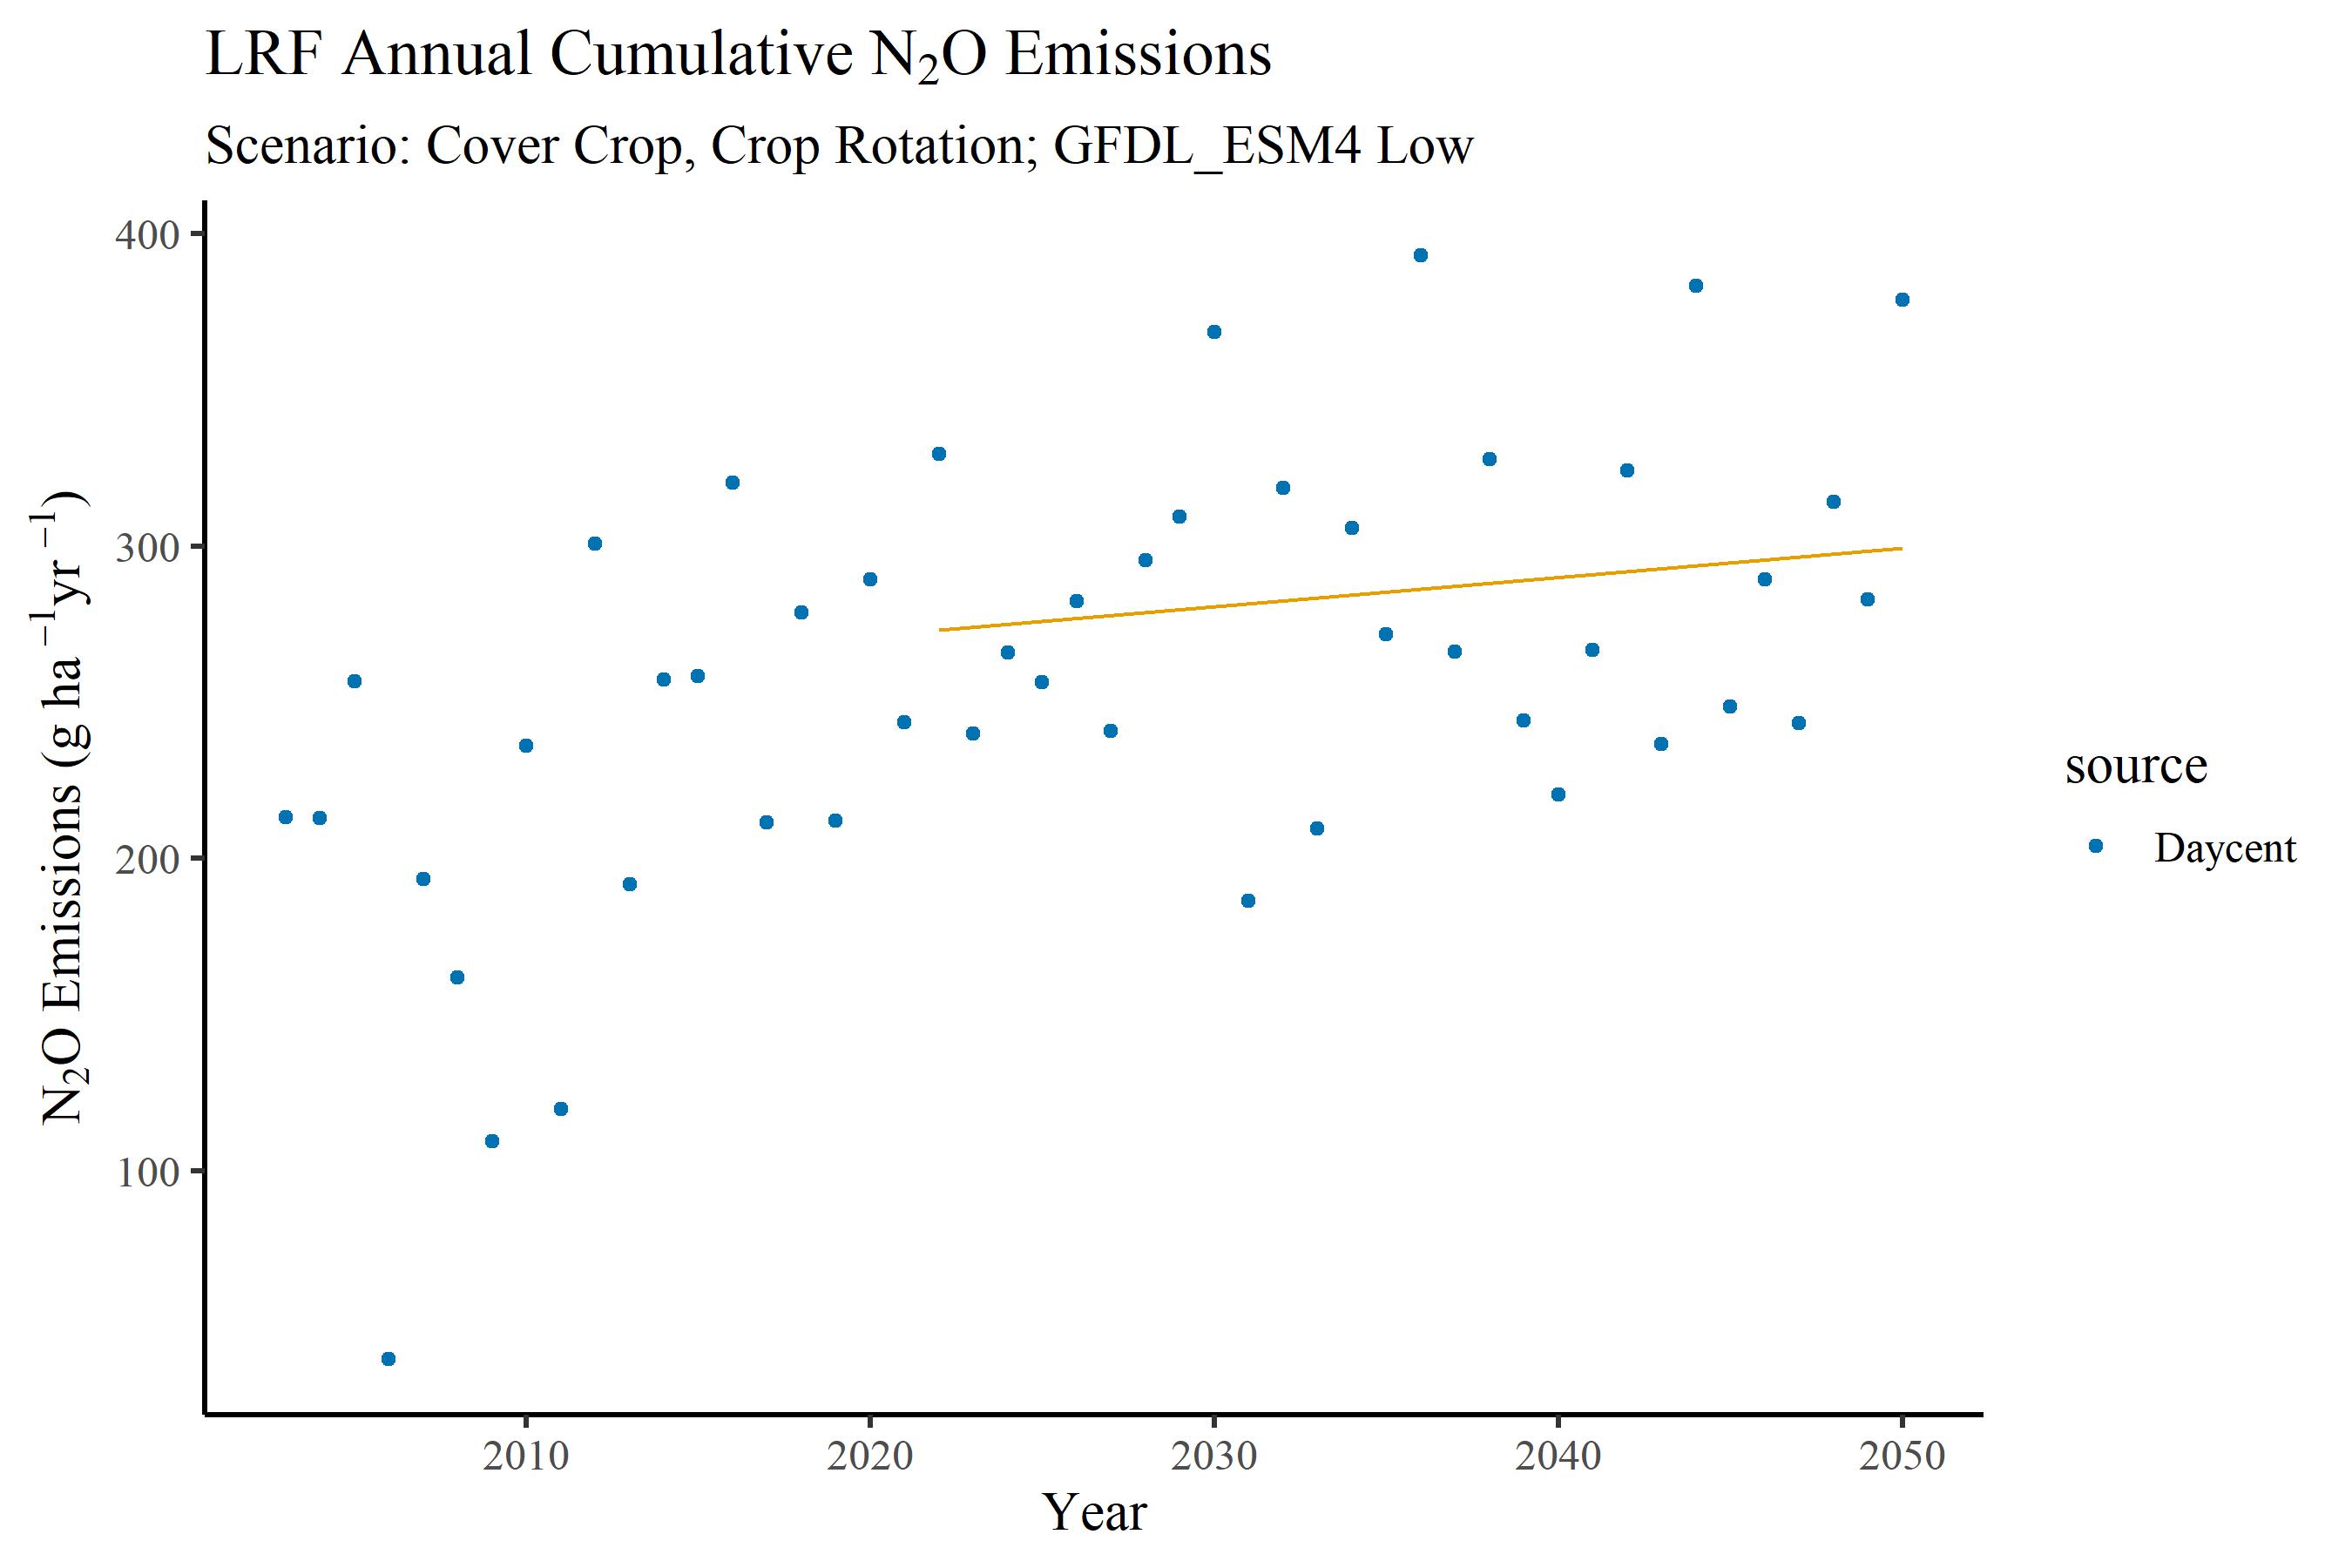 LRF Annual Cumulative N₂O Emissions
Scenario: Cover Crop, Crop Rotation; GFDL_ESM4 Low
N₂O Emissions (g ha⁻¹yr⁻¹)
400
300
200
100
2010
2020
2030
2040
2050
Year
source
Daycent